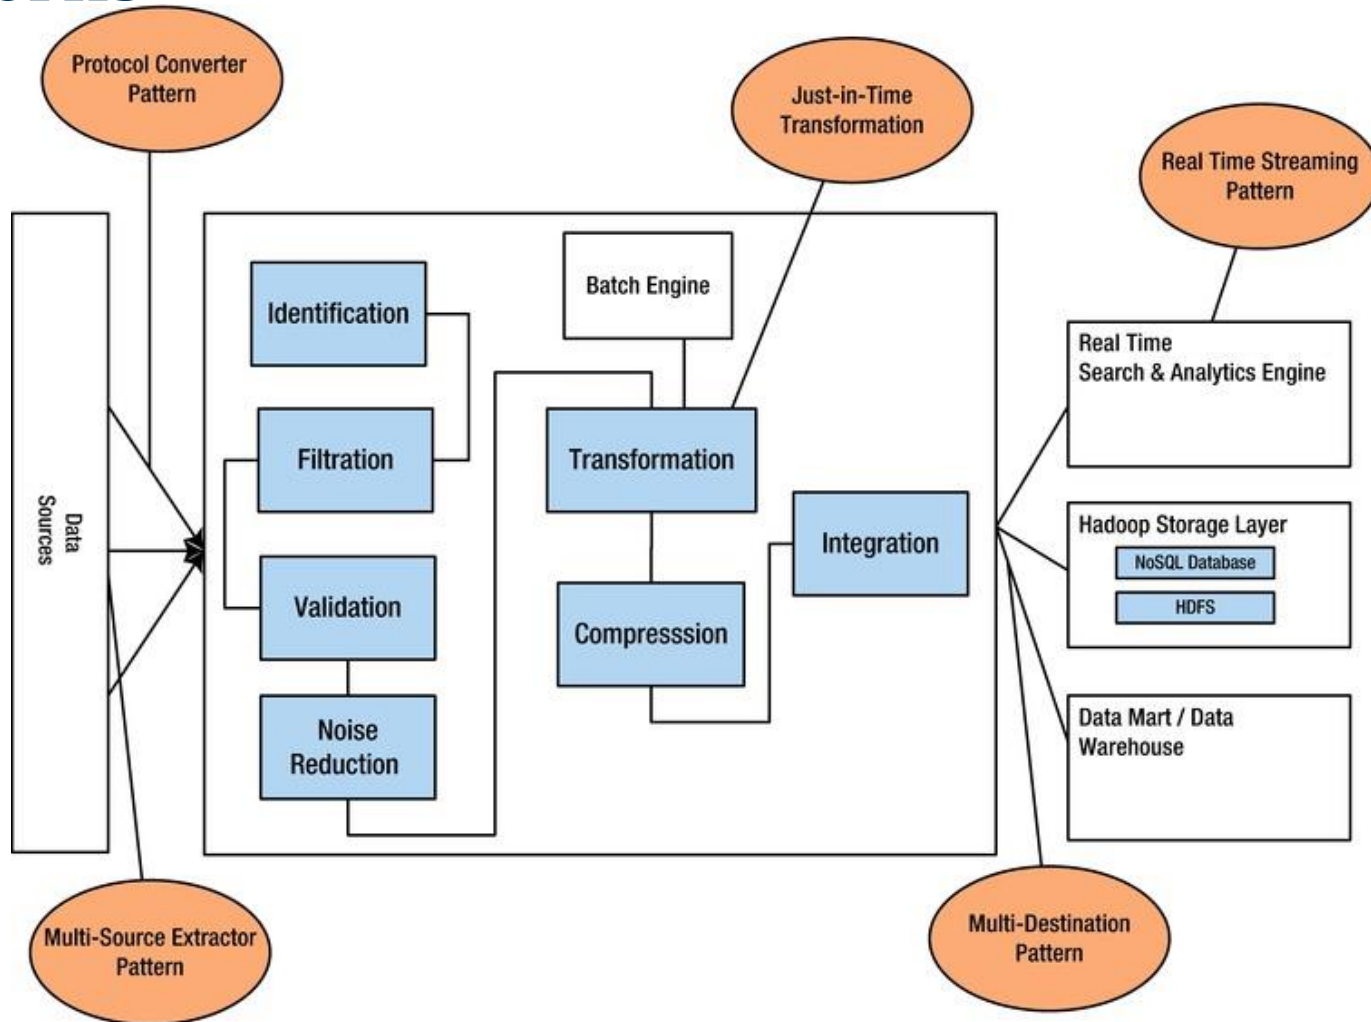 Protocol Converter
Pattern
Just-in-Time
Transformation
Real Time Streaming
Pattern
Data
Sources
Identification
Filtration
Validation
Noise
Reduction
Batch Engine
Transformation
Compresssion
Integration
Real Time
Search & Analytics Engine
Hadoop Storage Layer
NoSQL Database
HDFS
Data Mart / Data
Warehouse
Multi-Source Extractor
Pattern
Multi-Destination
Pattern